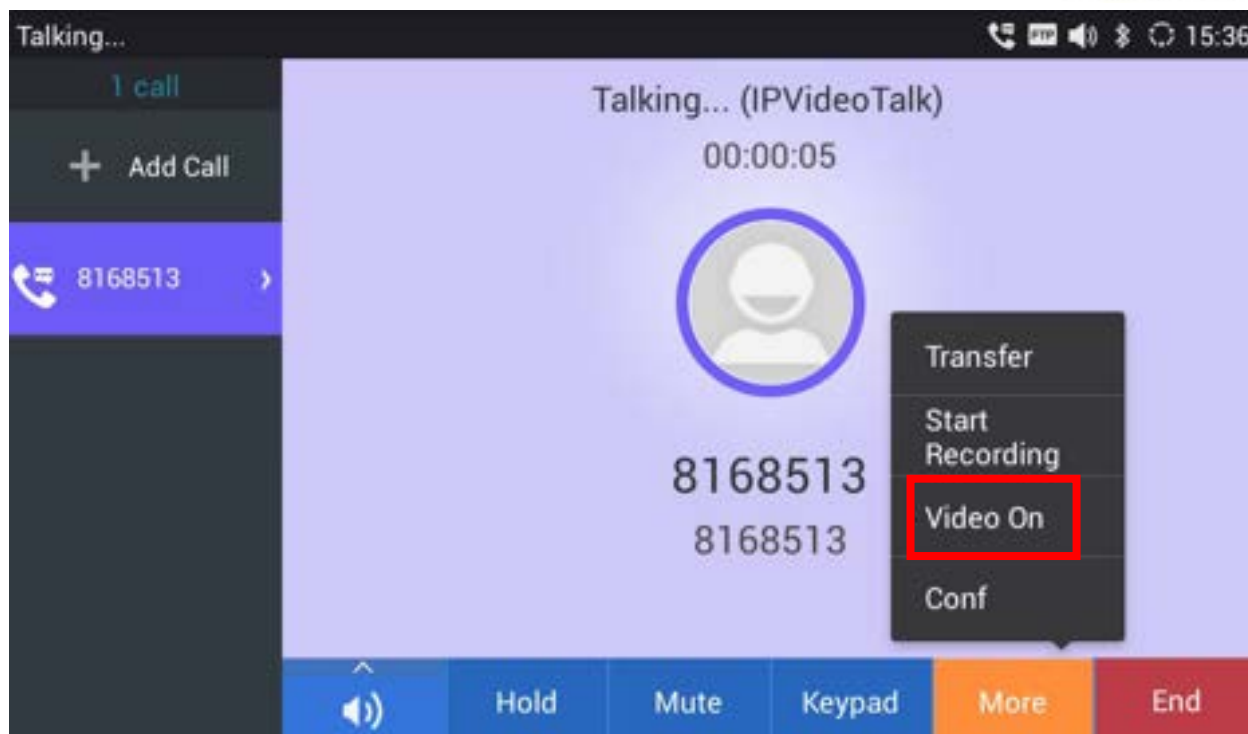 Talking...
FTP
15:36
1 call
Add Call
8168513
Talking... (IPVideoTalk)
00:00:05
8168513
8168513
Transfer
Start
Recording
Video On
Conf
Hold
Mute
Keypad
More
End